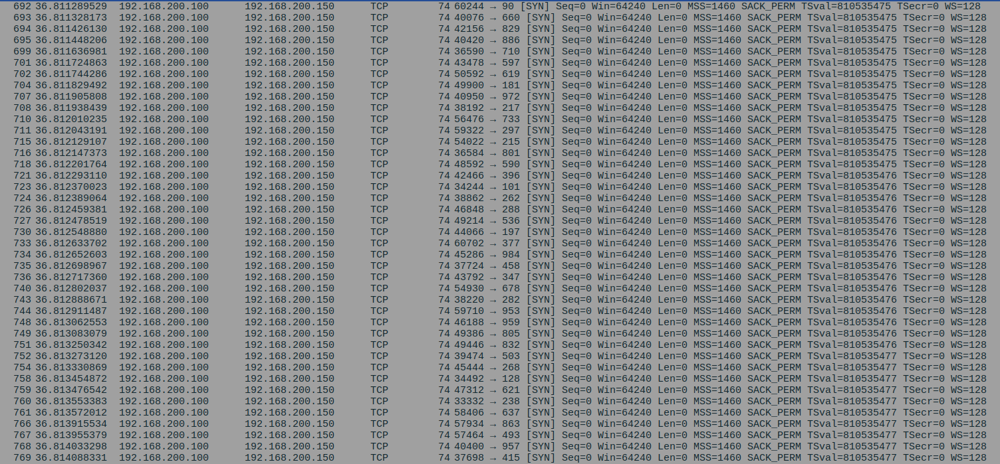 692 36.811289529 192.168.200.100 192.168.200.150 TCP 74 60244 → 90 [SYN] Seq=0 Win=64240 Len=0 MSS=1460 SACK_PERM TSval=810535475 TSecr=0 WS=128
693 36.811328173 192.168.200.100 192.168.200.150 TCP 74 40076 → 660 [SYN] Seq=0 Win=64240 Len=0 MSS=1460 SACK_PERM TSval=810535475 TSecr=0 WS=128
694 36.811426130 192.168.200.100 192.168.200.150 TCP 74 42156 → 829 [SYN] Seq=0 Win=64240 Len=0 MSS=1460 SACK_PERM TSval=810535475 TSecr=0 WS=128
695 36.811448206 192.168.200.100 192.168.200.150 TCP 74 40420 → 886 [SYN] Seq=0 Win=64240 Len=0 MSS=1460 SACK_PERM TSval=810535475 TSecr=0 WS=128
699 36.811636981 192.168.200.100 192.168.200.150 TCP 74 36590 → 710 [SYN] Seq=0 Win=64240 Len=0 MSS=1460 SACK_PERM TSval=810535475 TSecr=0 WS=128
701 36.811724863 192.168.200.100 192.168.200.150 TCP 74 43478 → 597 [SYN] Seq=0 Win=64240 Len=0 MSS=1460 SACK_PERM TSval=810535475 TSecr=0 WS=128
702 36.811744286 192.168.200.100 192.168.200.150 TCP 74 50592 → 619 [SYN] Seq=0 Win=64240 Len=0 MSS=1460 SACK_PERM TSval=810535475 TSecr=0 WS=128
704 36.811829492 192.168.200.100 192.168.200.150 TCP 74 49900 → 181 [SYN] Seq=0 Win=64240 Len=0 MSS=1460 SACK_PERM TSval=810535475 TSecr=0 WS=128
707 36.811905808 192.168.200.100 192.168.200.150 TCP 74 40950 → 972 [SYN] Seq=0 Win=64240 Len=0 MSS=1460 SACK_PERM TSval=810535475 TSecr=0 WS=128
708 36.811938439 192.168.200.100 192.168.200.150 TCP 74 38192 → 217 [SYN] Seq=0 Win=64240 Len=0 MSS=1460 SACK_PERM TSval=810535475 TSecr=0 WS=128
710 36.812010235 192.168.200.100 192.168.200.150 TCP 74 56476 → 733 [SYN] Seq=0 Win=64240 Len=0 MSS=1460 SACK_PERM TSval=810535475 TSecr=0 WS=128
711 36.812043191 192.168.200.100 192.168.200.150 TCP 74 59322 → 297 [SYN] Seq=0 Win=64240 Len=0 MSS=1460 SACK_PERM TSval=810535475 TSecr=0 WS=128
715 36.812129107 192.168.200.100 192.168.200.150 TCP 74 54022 → 215 [SYN] Seq=0 Win=64240 Len=0 MSS=1460 SACK_PERM TSval=810535475 TSecr=0 WS=128
716 36.812147373 192.168.200.100 192.168.200.150 TCP 74 36584 → 801 [SYN] Seq=0 Win=64240 Len=0 MSS=1460 SACK_PERM TSval=810535475 TSecr=0 WS=128
718 36.812201764 192.168.200.100 192.168.200.150 TCP 74 48592 → 590 [SYN] Seq=0 Win=64240 Len=0 MSS=1460 SACK_PERM TSval=810535475 TSecr=0 WS=128
721 36.812293110 192.168.200.100 192.168.200.150 TCP 74 42466 → 396 [SYN] Seq=0 Win=64240 Len=0 MSS=1460 SACK_PERM TSval=810535476 TSecr=0 WS=128
723 36.812370023 192.168.200.100 192.168.200.150 TCP 74 34244 → 101 [SYN] Seq=0 Win=64240 Len=0 MSS=1460 SACK_PERM TSval=810535476 TSecr=0 WS=128
724 36.812389064 192.168.200.100 192.168.200.150 TCP 74 38862 → 262 [SYN] Seq=0 Win=64240 Len=0 MSS=1460 SACK_PERM TSval=810535476 TSecr=0 WS=128
726 36.812459381 192.168.200.100 192.168.200.150 TCP 74 46848 → 288 [SYN] Seq=0 Win=64240 Len=0 MSS=1460 SACK_PERM TSval=810535476 TSecr=0 WS=128
727 36.812478519 192.168.200.100 192.168.200.150 TCP 74 49214 → 536 [SYN] Seq=0 Win=64240 Len=0 MSS=1460 SACK_PERM TSval=810535476 TSecr=0 WS=128
730 36.812548880 192.168.200.100 192.168.200.150 TCP 74 44066 → 197 [SYN] Seq=0 Win=64240 Len=0 MSS=1460 SACK_PERM TSval=810535476 TSecr=0 WS=128
733 36.812633702 192.168.200.100 192.168.200.150 TCP 74 60702 → 377 [SYN] Seq=0 Win=64240 Len=0 MSS=1460 SACK_PERM TSval=810535476 TSecr=0 WS=128
734 36.812652603 192.168.200.100 192.168.200.150 TCP 74 45286 → 984 [SYN] Seq=0 Win=64240 Len=0 MSS=1460 SACK_PERM TSval=810535476 TSecr=0 WS=128
735 36.812698967 192.168.200.100 192.168.200.150 TCP 74 37724 → 458 [SYN] Seq=0 Win=64240 Len=0 MSS=1460 SACK_PERM TSval=810535476 TSecr=0 WS=128
736 36.812717360 192.168.200.100 192.168.200.150 TCP 74 43792 → 347 [SYN] Seq=0 Win=64240 Len=0 MSS=1460 SACK_PERM TSval=810535476 TSecr=0 WS=128
740 36.812802037 192.168.200.100 192.168.200.150 TCP 74 54930 → 678 [SYN] Seq=0 Win=64240 Len=0 MSS=1460 SACK_PERM TSval=810535476 TSecr=0 WS=128
743 36.812888671 192.168.200.100 192.168.200.150 TCP 74 38220 → 282 [SYN] Seq=0 Win=64240 Len=0 MSS=1460 SACK_PERM TSval=810535476 TSecr=0 WS=128
744 36.812911487 192.168.200.100 192.168.200.150 TCP 74 59710 → 953 [SYN] Seq=0 Win=64240 Len=0 MSS=1460 SACK_PERM TSval=810535476 TSecr=0 WS=128
748 36.813062553 192.168.200.100 192.168.200.150 TCP 74 46188 → 959 [SYN] Seq=0 Win=64240 Len=0 MSS=1460 SACK_PERM TSval=810535476 TSecr=0 WS=128
749 36.813083079 192.168.200.100 192.168.200.150 TCP 74 49386 → 805 [SYN] Seq=0 Win=64240 Len=0 MSS=1460 SACK_PERM TSval=810535476 TSecr=0 WS=128
751 36.813250342 192.168.200.100 192.168.200.150 TCP 74 49446 → 832 [SYN] Seq=0 Win=64240 Len=0 MSS=1460 SACK_PERM TSval=810535476 TSecr=0 WS=128
752 36.813273120 192.168.200.100 192.168.200.150 TCP 74 39474 → 503 [SYN] Seq=0 Win=64240 Len=0 MSS=1460 SACK_PERM TSval=810535477 TSecr=0 WS=128
754 36.813330869 192.168.200.100 192.168.200.150 TCP 74 45444 → 268 [SYN] Seq=0 Win=64240 Len=0 MSS=1460 SACK_PERM TSval=810535477 TSecr=0 WS=128
758 36.813454872 192.168.200.100 192.168.200.150 TCP 74 34492 → 128 [SYN] Seq=0 Win=64240 Len=0 MSS=1460 SACK_PERM TSval=810535477 TSecr=0 WS=128
759 36.813476542 192.168.200.100 192.168.200.150 TCP 74 47312 → 621 [SYN] Seq=0 Win=64240 Len=0 MSS=1460 SACK_PERM TSval=810535477 TSecr=0 WS=128
760 36.813553383 192.168.200.100 192.168.200.150 TCP 74 33332 → 238 [SYN] Seq=0 Win=64240 Len=0 MSS=1460 SACK_PERM TSval=810535477 TSecr=0 WS=128
761 36.813572012 192.168.200.100 192.168.200.150 TCP 74 58406 → 637 [SYN] Seq=0 Win=64240 Len=0 MSS=1460 SACK_PERM TSval=810535477 TSecr=0 WS=128
766 36.813915534 192.168.200.100 192.168.200.150 TCP 74 57934 → 863 [SYN] Seq=0 Win=64240 Len=0 MSS=1460 SACK_PERM TSval=810535477 TSecr=0 WS=128
767 36.813955379 192.168.200.100 192.168.200.150 TCP 74 57464 → 493 [SYN] Seq=0 Win=64240 Len=0 MSS=1460 SACK_PERM TSval=810535477 TSecr=0 WS=128
768 36.814033298 192.168.200.100 192.168.200.150 TCP 74 40400 → 957 [SYN] Seq=0 Win=64240 Len=0 MSS=1460 SACK_PERM TSval=810535477 TSecr=0 WS=128
769 36.814088331 192.168.200.100 192.168.200.150 TCP 74 37698 → 415 [SYN] Seq=0 Win=64240 Len=0 MSS=1460 SACK_PERM TSval=810535477 TSecr=0 WS=128